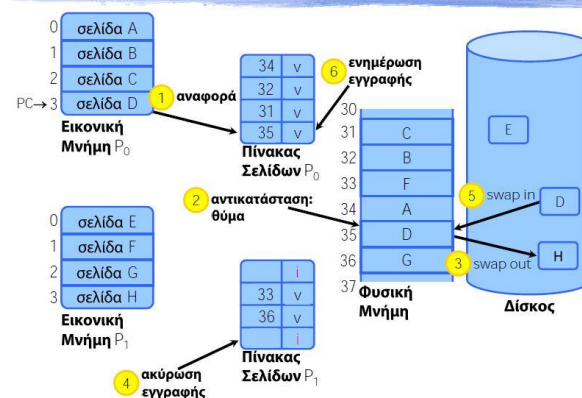 0 σελίδα A
1 σελίδα B
2 σελίδα C
PC→ 3 σελίδα D
Εικονική
Μνήμη P0
1 αναφορά
34 v
32 v
31 v
35 v
Πίνακας
Σελίδων P0
6 ενημέρωση
εγγραφής
30
31 C
32 B
33 F
34 A
35 D
36 G
37
Φυσική
Μνήμη
2 αντικατάσταση:
θύμα
E
5 swap in
D
3 swap out
H
Δίσκος
0 σελίδα E
1 σελίδα F
2 σελίδα G
3 σελίδα H
Εικονική
Μνήμη P1
i
33 v
36 v
i
Πίνακας
Σελίδων P1
4 ακύρωση
εγγραφής